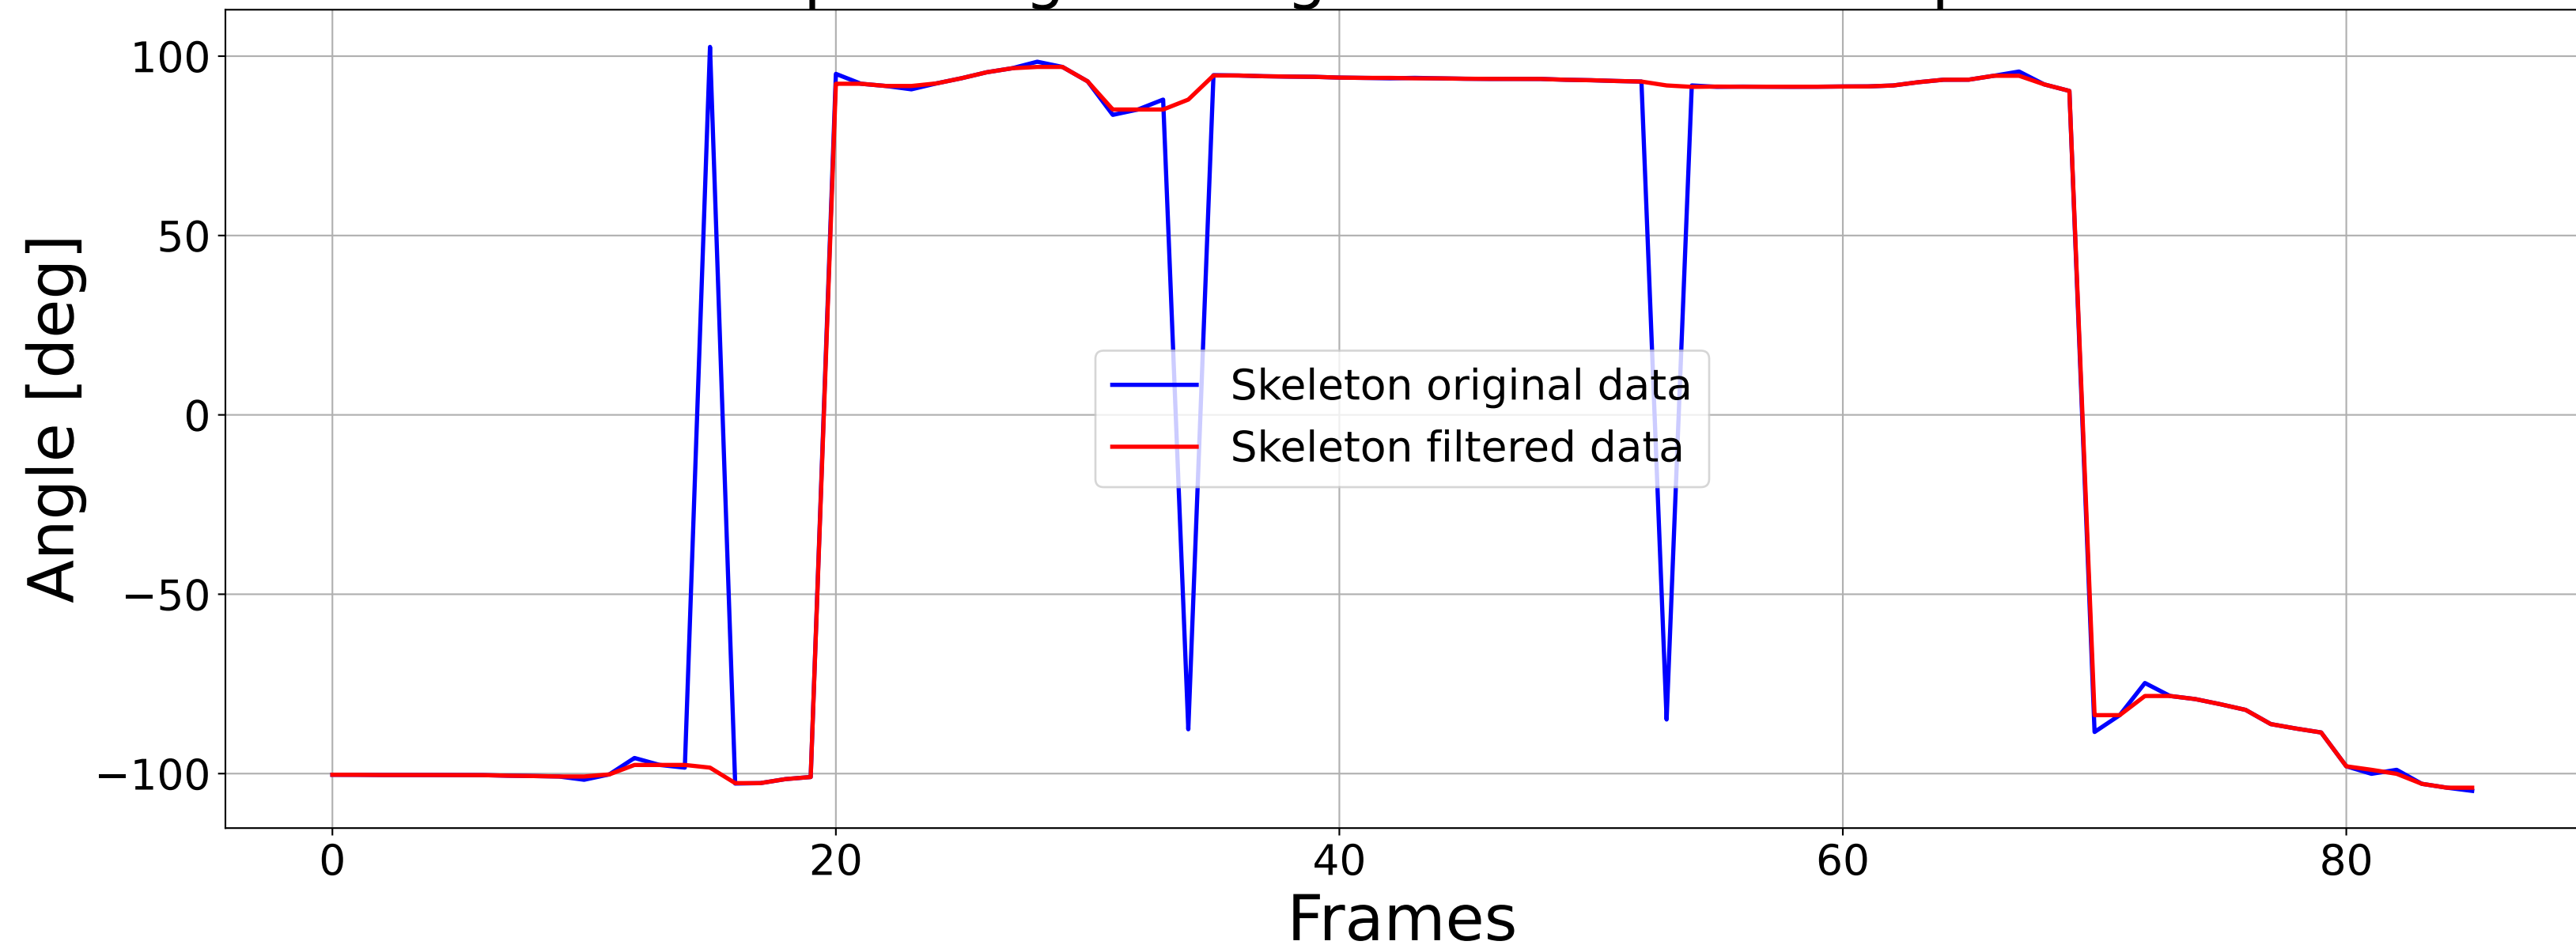 100
50
0
−50
−100
Angle [deg]
Skeleton original data
Skeleton filtered data
0 20 40 60 80
Frames